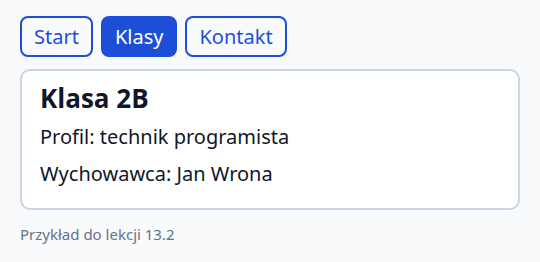 Start Klasy Kontakt
Klasa 2B
Profil: technik programista
Wychowawca: Jan Wrona
Przykład do lekcji 13.2